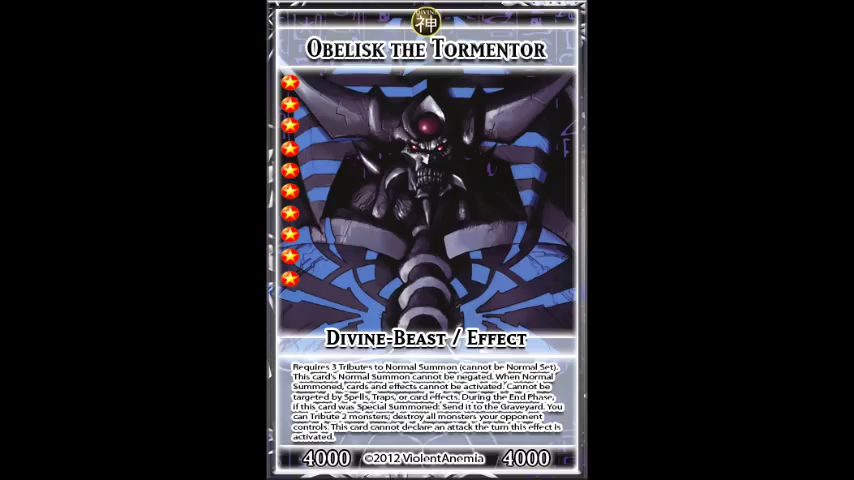 DIVINE
神
OBELISK THE TORMENTOR
DIVINE-BEAST / EFFECT
Requires 3 Tributes to Normal Summon (cannot be Normal Set).
This card's Normal Summon cannot be negated. When Normal
Summoned, cards and effects cannot be activated. Cannot be
targeted by Spells, Traps, or card effects. During the End Phase,
if this card was Special Summoned: Send it to the Graveyard. You
can Tribute 2 monsters; destroy all monsters your opponent
controls. This card cannot declare an attack the turn this effect is
activated.
4000 ©2012 ViolentAnemia 4000